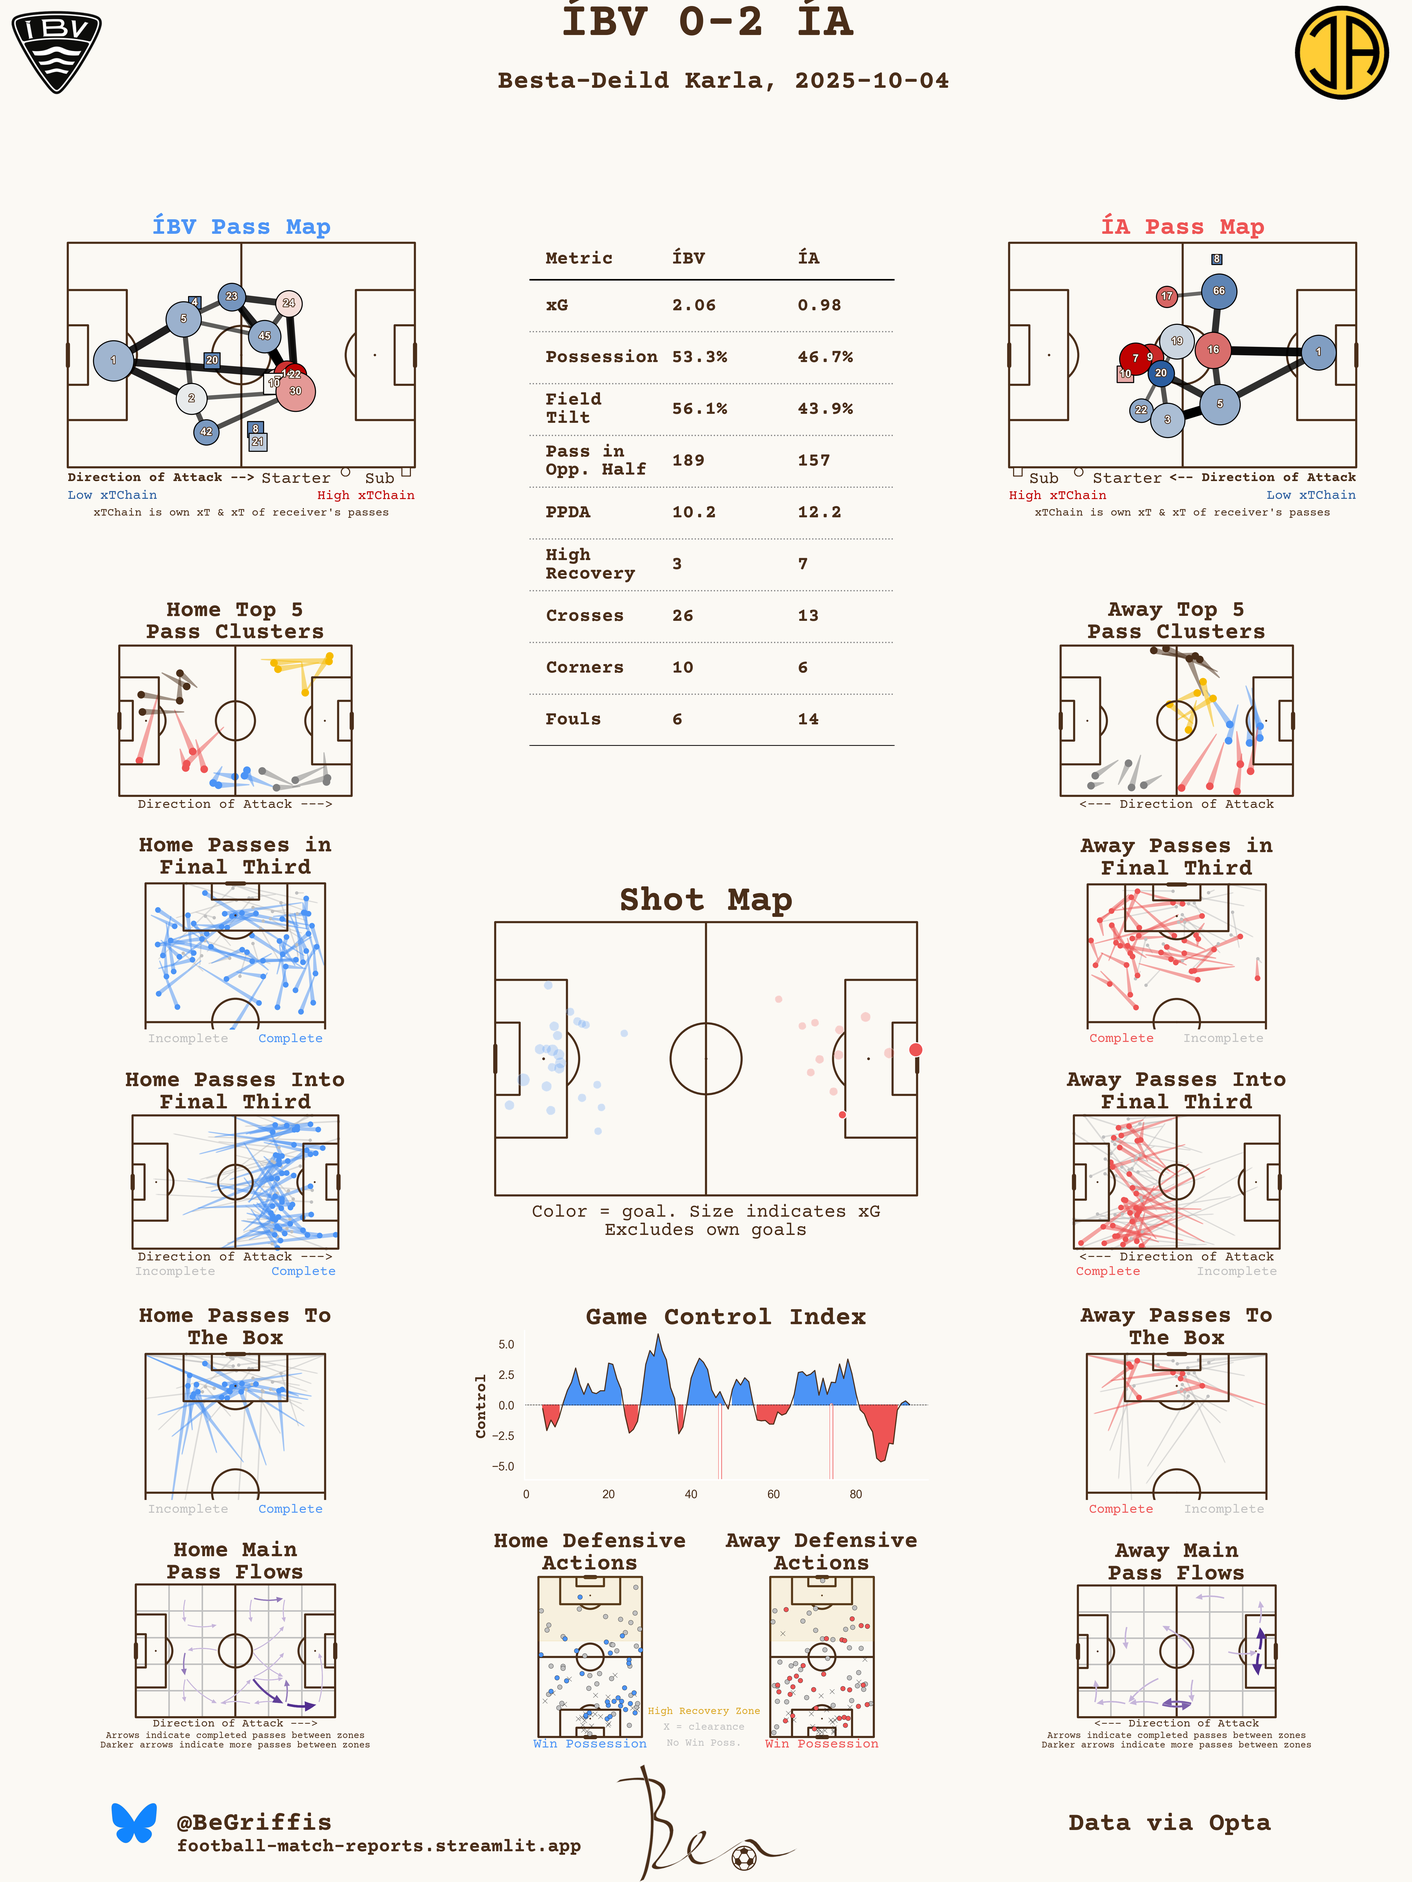 ÍBV 0-2 ÍA
Besta-Deild Karla, 2025-10-04
ÍBV
ÍBV Pass Map
1
5
4
23
24
45
20
10
22
30
2
42
8
21
Direction of Attack --> Starter Sub
Low xTChain High xTChain
xTChain is own xT & xT of receiver's passes
Metric ÍBV ÍA
xG 2.06 0.98
Possession 53.3% 46.7%
Field
Tilt 56.1% 43.9%
Pass in
Opp. Half 189 157
PPDA 10.2 12.2
High
Recovery 3 7
Crosses 26 13
Corners 10 6
Fouls 6 14
ÍA Pass Map
8
17
66
19
7
9
16
1
10
20
22
3
5
Sub Starter <-- Direction of Attack
High xTChain Low xTChain
xTChain is own xT & xT of receiver's passes
Home Top 5
Pass Clusters
Direction of Attack --->
Away Top 5
Pass Clusters
<--- Direction of Attack
Home Passes in
Final Third
Incomplete Complete
Away Passes in
Final Third
Complete Incomplete
Shot Map
Color = goal. Size indicates xG
Excludes own goals
Home Passes Into
Final Third
Direction of Attack --->
Incomplete Complete
Away Passes Into
Final Third
<--- Direction of Attack
Complete Incomplete
Home Passes To
The Box
Incomplete Complete
Game Control Index
Control
5.0
2.5
0.0
−2.5
−5.0
0 20 40 60 80
Away Passes To
The Box
Complete Incomplete
Home Main
Pass Flows
Direction of Attack --->
Arrows indicate completed passes between zones
Darker arrows indicate more passes between zones
Home Defensive
Actions
Win Possession
Away Defensive
Actions
Win Possession
High Recovery Zone
X = clearance
No Win Poss.
Away Main
Pass Flows
<--- Direction of Attack
Arrows indicate completed passes between zones
Darker arrows indicate more passes between zones
@BeGriffis
football-match-reports.streamlit.app
Ben
Data via Opta